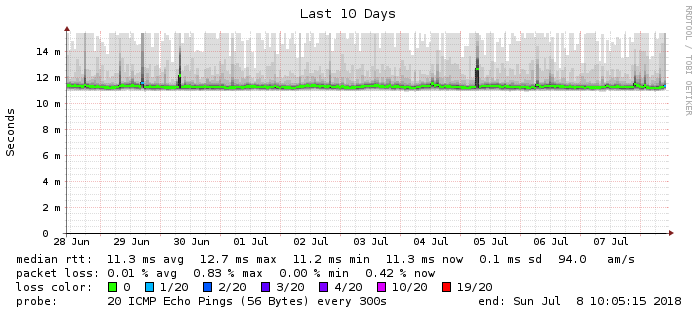 Last 10 Days
RRDTOOL / TOBI OETIKER
Seconds
14 m
12 m
10 m
8 m
6 m
4 m
2 m
0
28 Jun 29 Jun 30 Jun 01 Jul 02 Jul 03 Jul 04 Jul 05 Jul 06 Jul 07 Jul
median rtt: 11.3 ms avg 12.7 ms max 11.2 ms min 11.3 ms now 0.1 ms sd 94.0 am/s
packet loss: 0.01 % avg 0.83 % max 0.00 % min 0.42 % now
loss color: 0 1/20 2/20 3/20 4/20 10/20 19/20
probe: 20 ICMP Echo Pings (56 Bytes) every 300s end: Sun Jul 8 10:05:15 2018